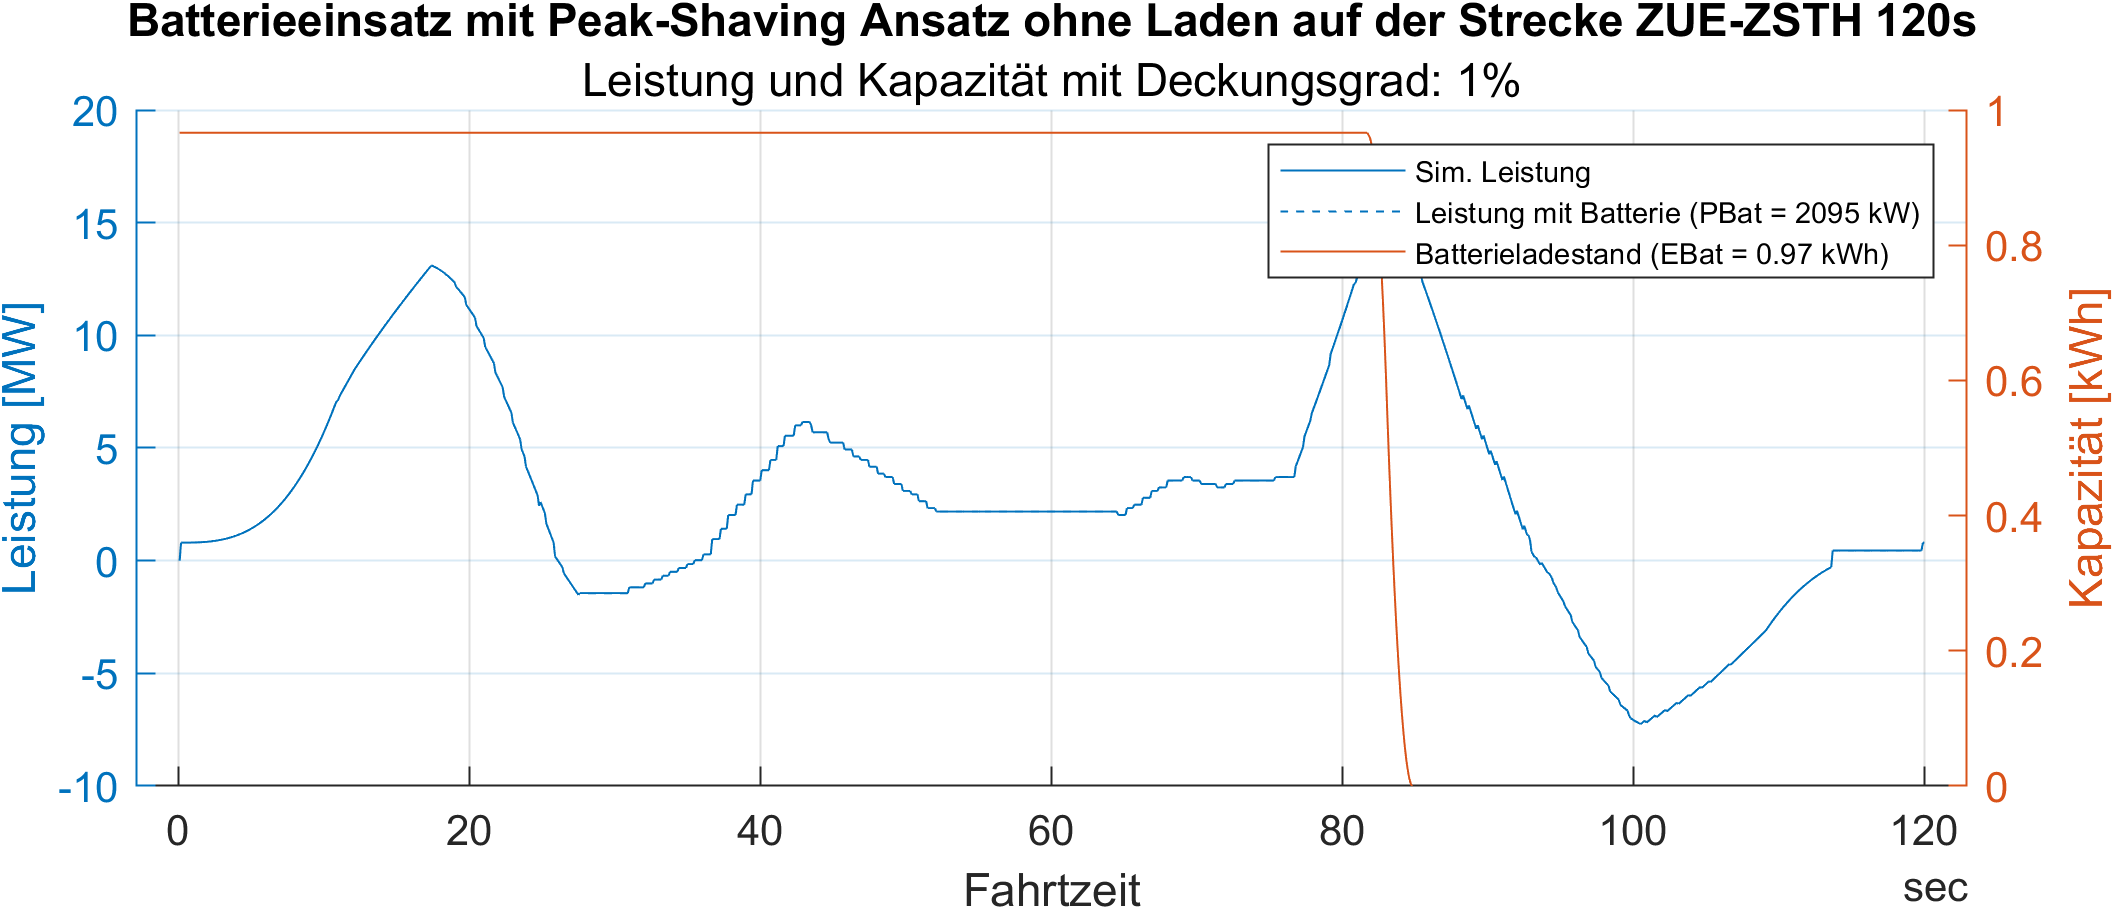 Batterieeinsatz mit Peak-Shaving Ansatz ohne Laden auf der Strecke ZUE-ZSTH 120s
Leistung und Kapazität mit Deckungsgrad: 1%
Leistung [MW]
20
15
10
5
0
-5
-10
Sim. Leistung
Leistung mit Batterie (PBat = 2095 kW)
Batterieladestand (EBat = 0.97 kWh)
1
0.8
0.6
0.4
0.2
0
Kapazität [kWh]
0 20 40 60 80 100 120
Fahrtzeit
sec